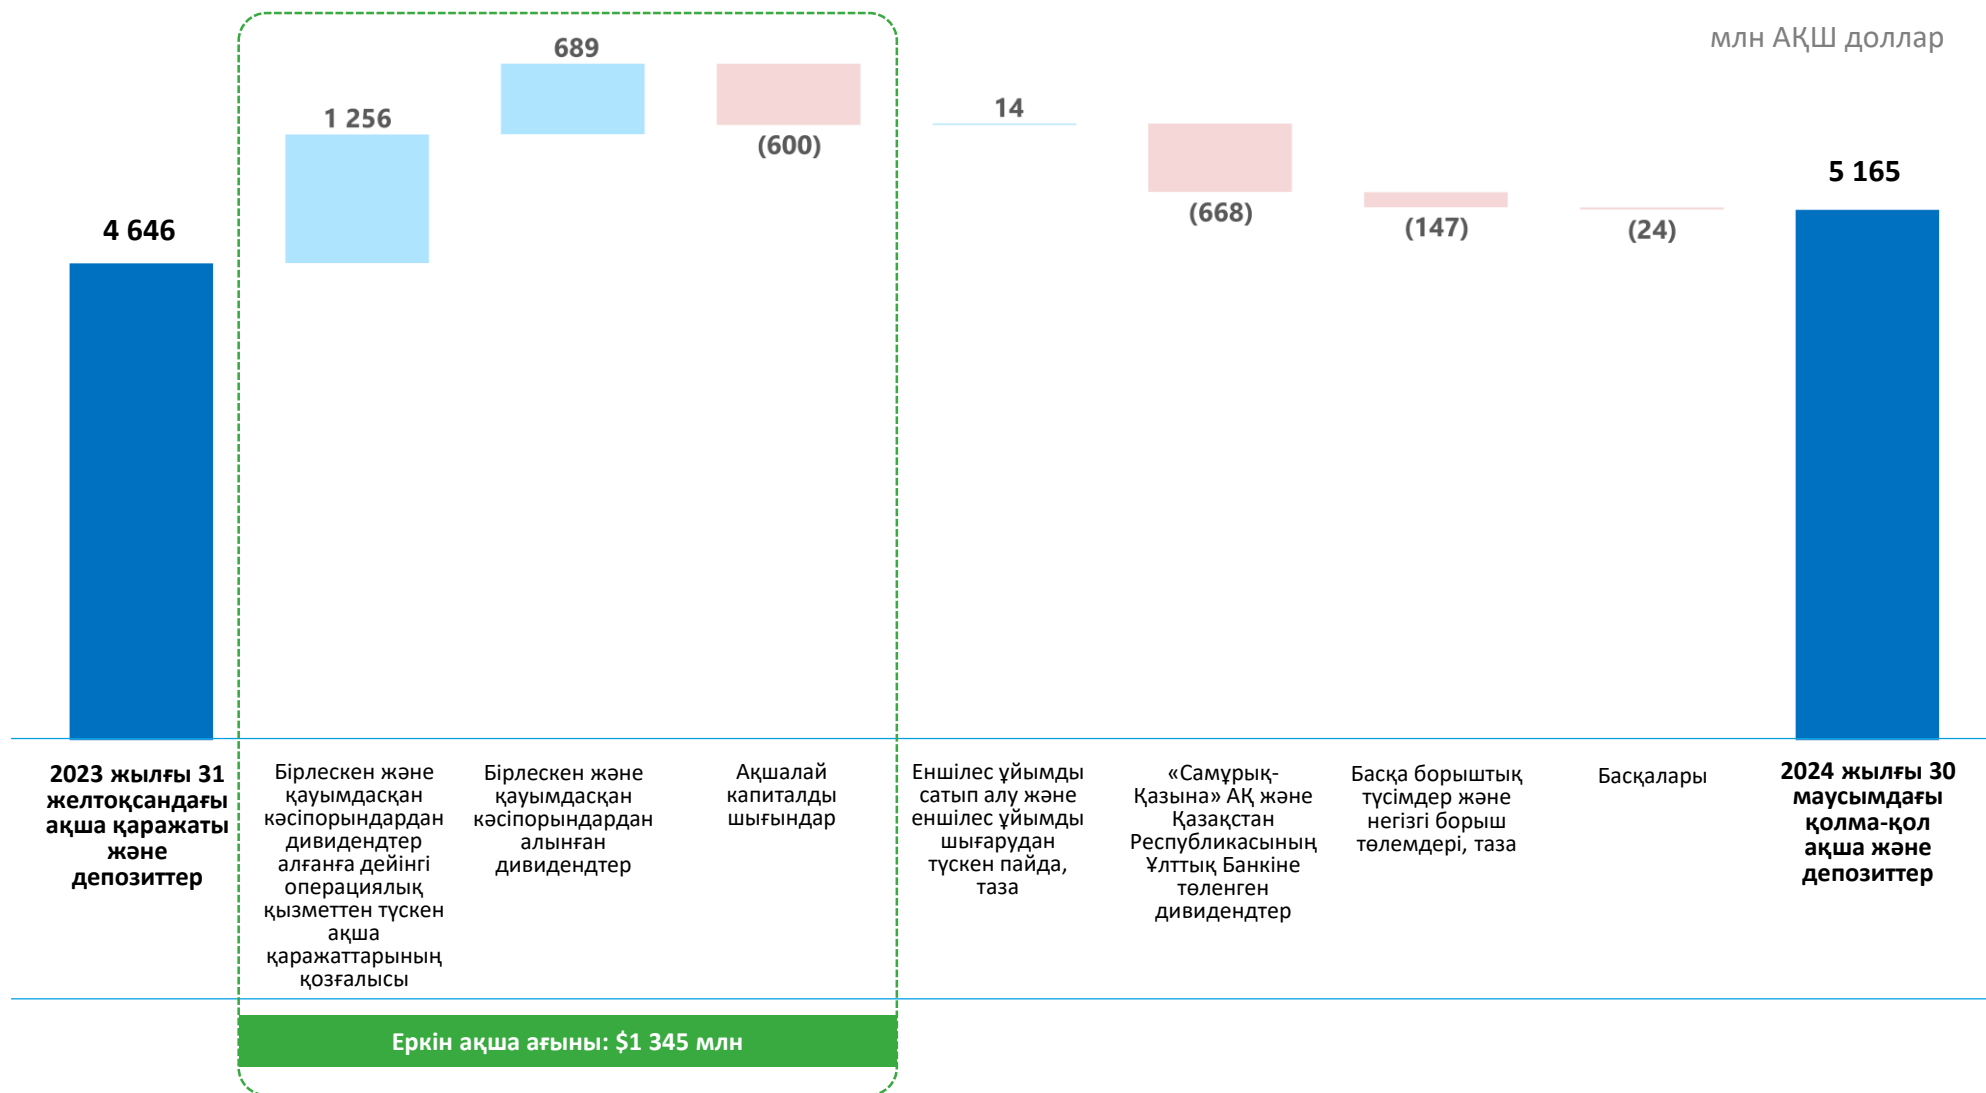 млн АҚШ доллар
4 646
1 256
689
(600)
14
(668)
(147)
(24)
5 165
2023 жылғы 31
желтоқсандағы
ақша қаражаты
және
депозиттер
Бірлескен және
қауымдасқан
кәсіпорындардан
дивидендтер
алғанға дейінгі
операциялық
қызметтен түскен
ақша
қаражаттарының
қозғалысы
Бірлескен және
қауымдасқан
кәсіпорындардан
алынған
дивидендтер
Ақшалай
капиталды
шығындар
Еншілес ұйымды
сатып алу және
еншілес ұйымды
шығарудан
түскен пайда,
таза
«Самұрық-
Қазына» АҚ және
Қазақстан
Республикасының
Ұлттық Банкіне
төленген
дивидендтер
Басқа борыштық
түсімдер және
негізгі борыш
төлемдері, таза
Басқалары
2024 жылғы 30
маусымдағы
қолма-қол
ақша және
депозиттер
Еркін ақша ағыны: $1 345 млн